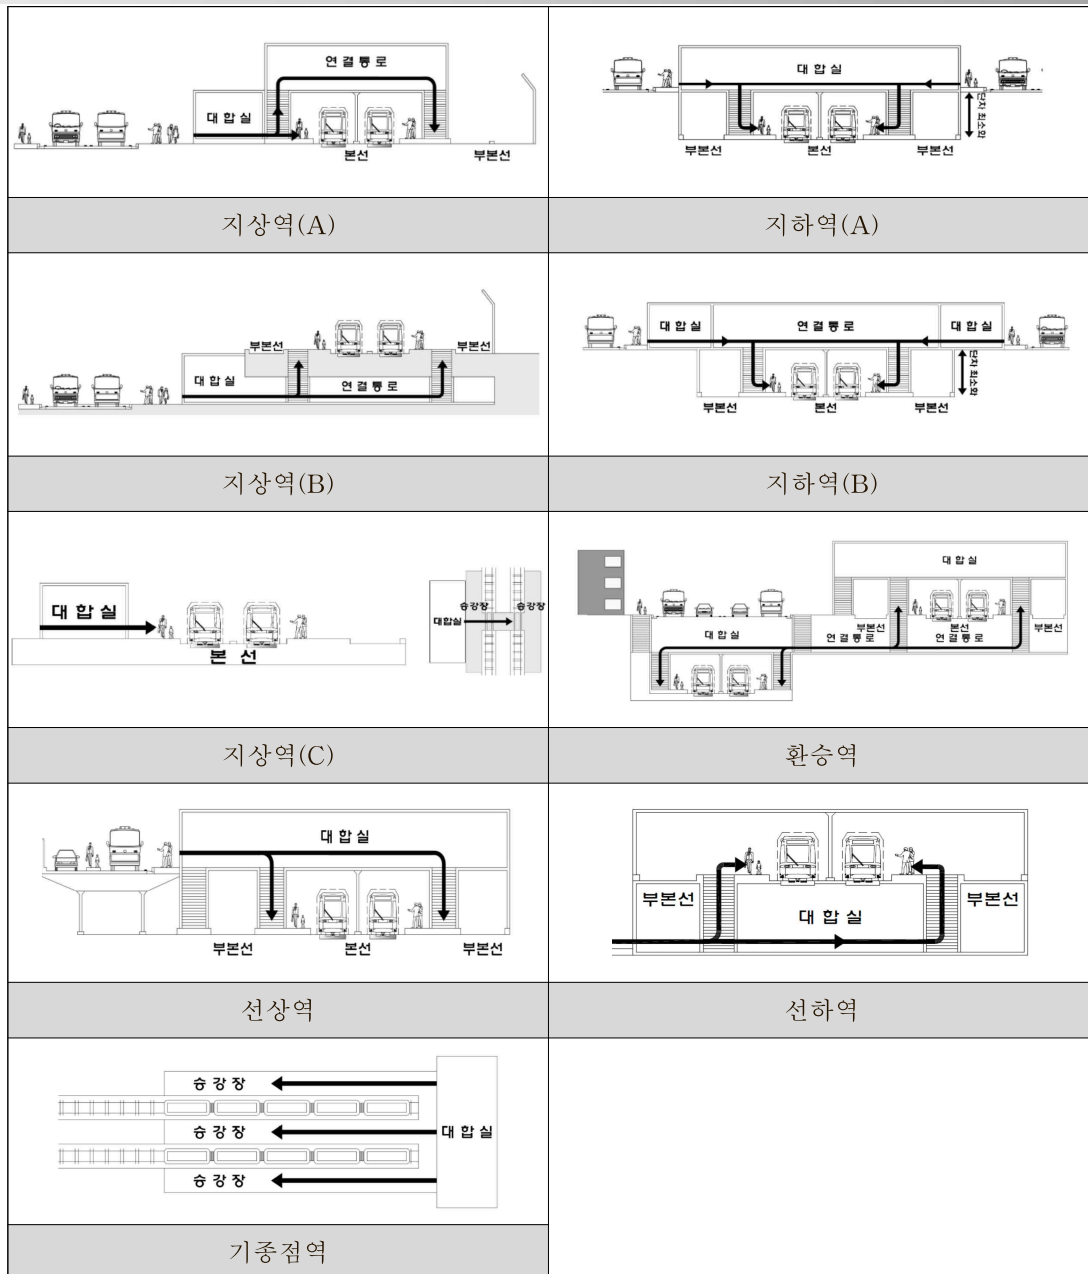 연결통로
대합실
본선
부본선
지상역(A)
대합실
단차 최소화
부본선
본선
부본선
지하역(A)
부본선
부본선
대합실
연결통로
지상역(B)
대합실
연결통로
대합실
단차 최소화
부본선
본선
부본선
지하역(B)
대합실
본 선
승강장
승강장
대합실
지상역(C)
대합실
대합실
부본선
본선
부본선
연결통로
연결통로
환승역
대합실
부본선
본선
부본선
선상역
부본선
대합실
부본선
선하역
승강장
승강장
대합실
승강장
기종점역